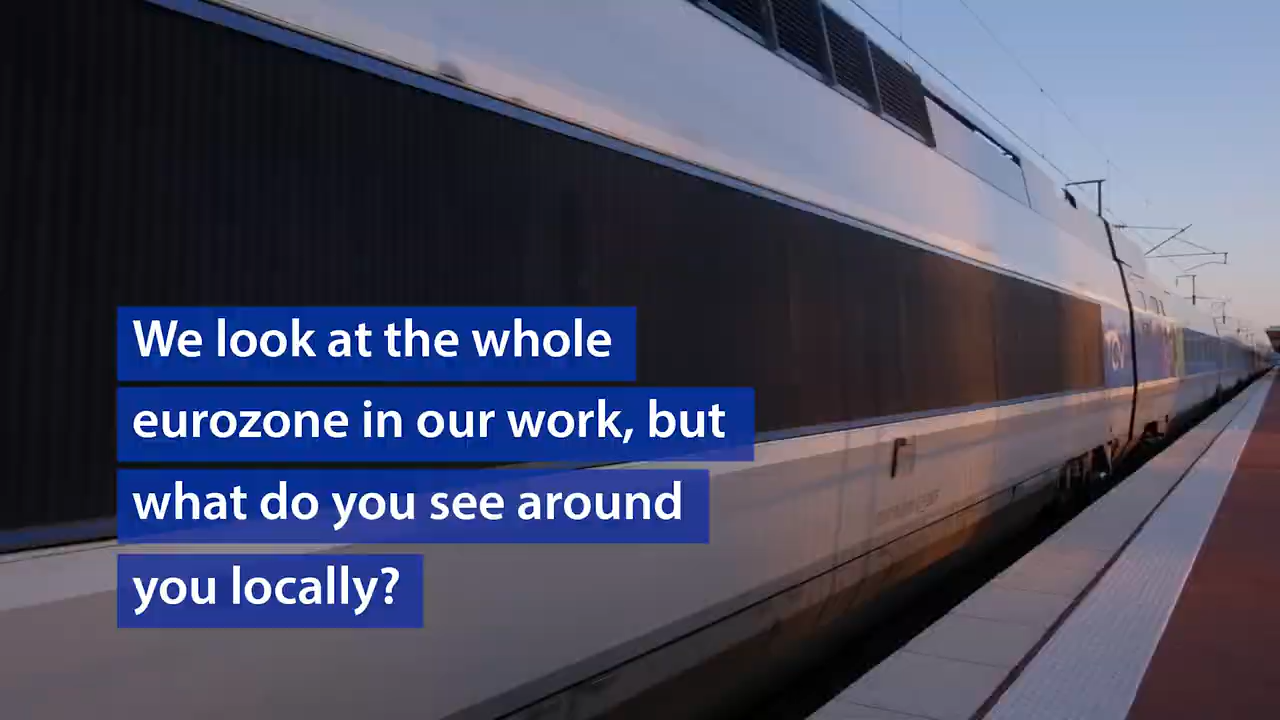 We look at the whole
eurozone in our work, but
what do you see around
you locally?